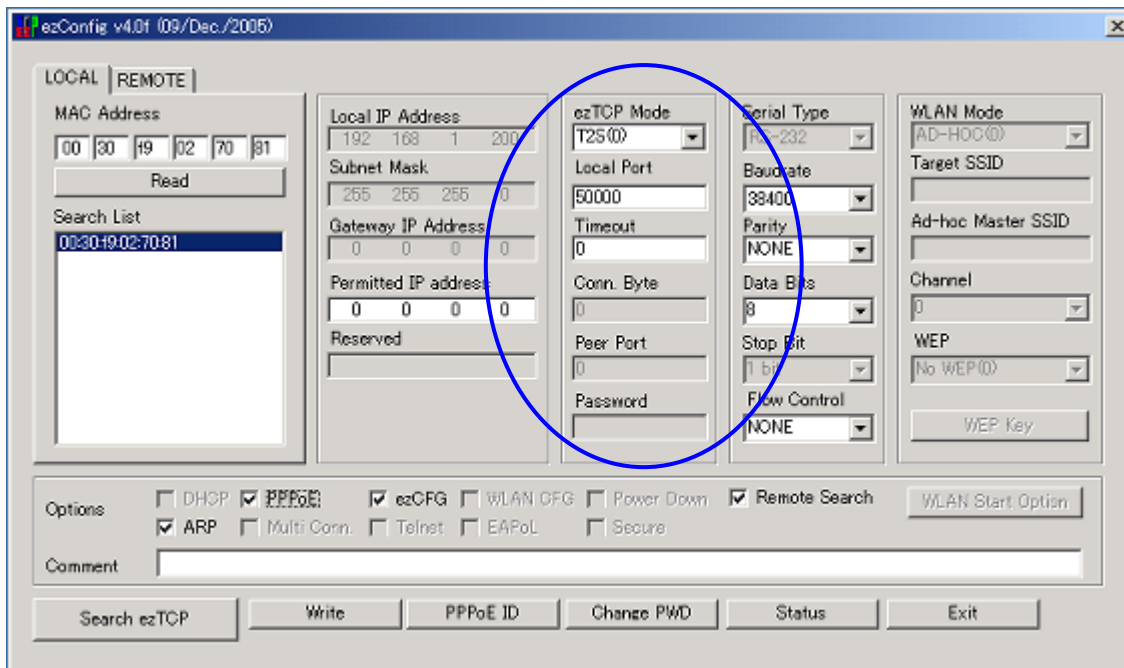 ezConfig v4.0f (09/Dec./2005)
LOCAL
REMOTE
MAC Address
00 30 f9 02 70 81
Read
Search List
00:30:f9:02:70:81
Local IP Address
192 168 1 200
Subnet Mask
255 255 255 0
Gateway IP Address
0 0 0 0
Permitted IP address
0 0 0 0
Reserved
ezTCP Mode
T2S(0)
Local Port
50000
Timeout
0
Conn. Byte
0
Peer Port
0
Password
Serial Type
RS-232
Baudrate
38400
Parity
NONE
Data Bits
8
Stop Bit
1 bit
Flow Control
NONE
WLAN Mode
AD-HOC(0)
Target SSID
Ad-hoc Master SSID
Channel
0
WEP
No WEP(0)
WEP Key
Options
DHCP PPPoE ezCFG WLAN CFG Power Down Remote Search
WLAN Start Option
ARP Multi Conn. Telnet EAPoL Secure
Comment
Search ezTCP
Write
PPPoE ID
Change PWD
Status
Exit